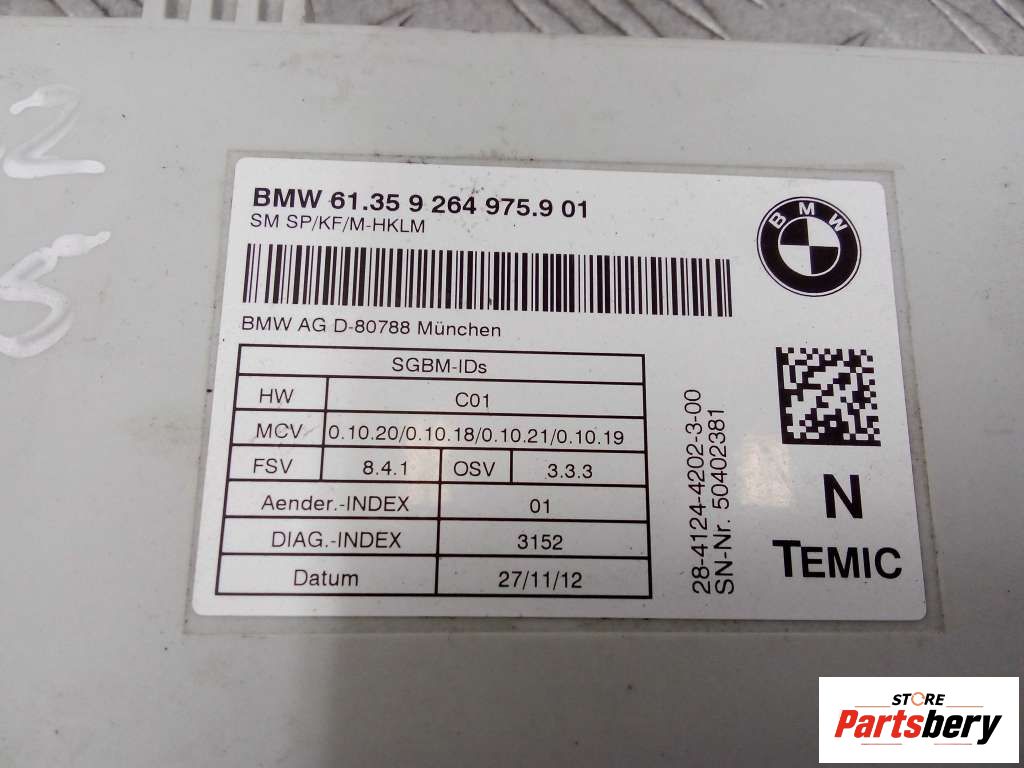 2
5
BMW 61.35 9 264 975.9 01
SM SP/KF/M-HKLM
BMW
BMW AG D-80788 München
SGBM-IDs
HW C01
MCV 0.10.20/0.10.18/0.10.21/0.10.19
FSV 8.4.1 OSV 3.3.3
Aender.-INDEX 01
DIAG.-INDEX 3152
Datum 27/11/12
28-4124-4202-3-00
SN-Nr. 50402381
N
TEMIC
STORE
Partsbery